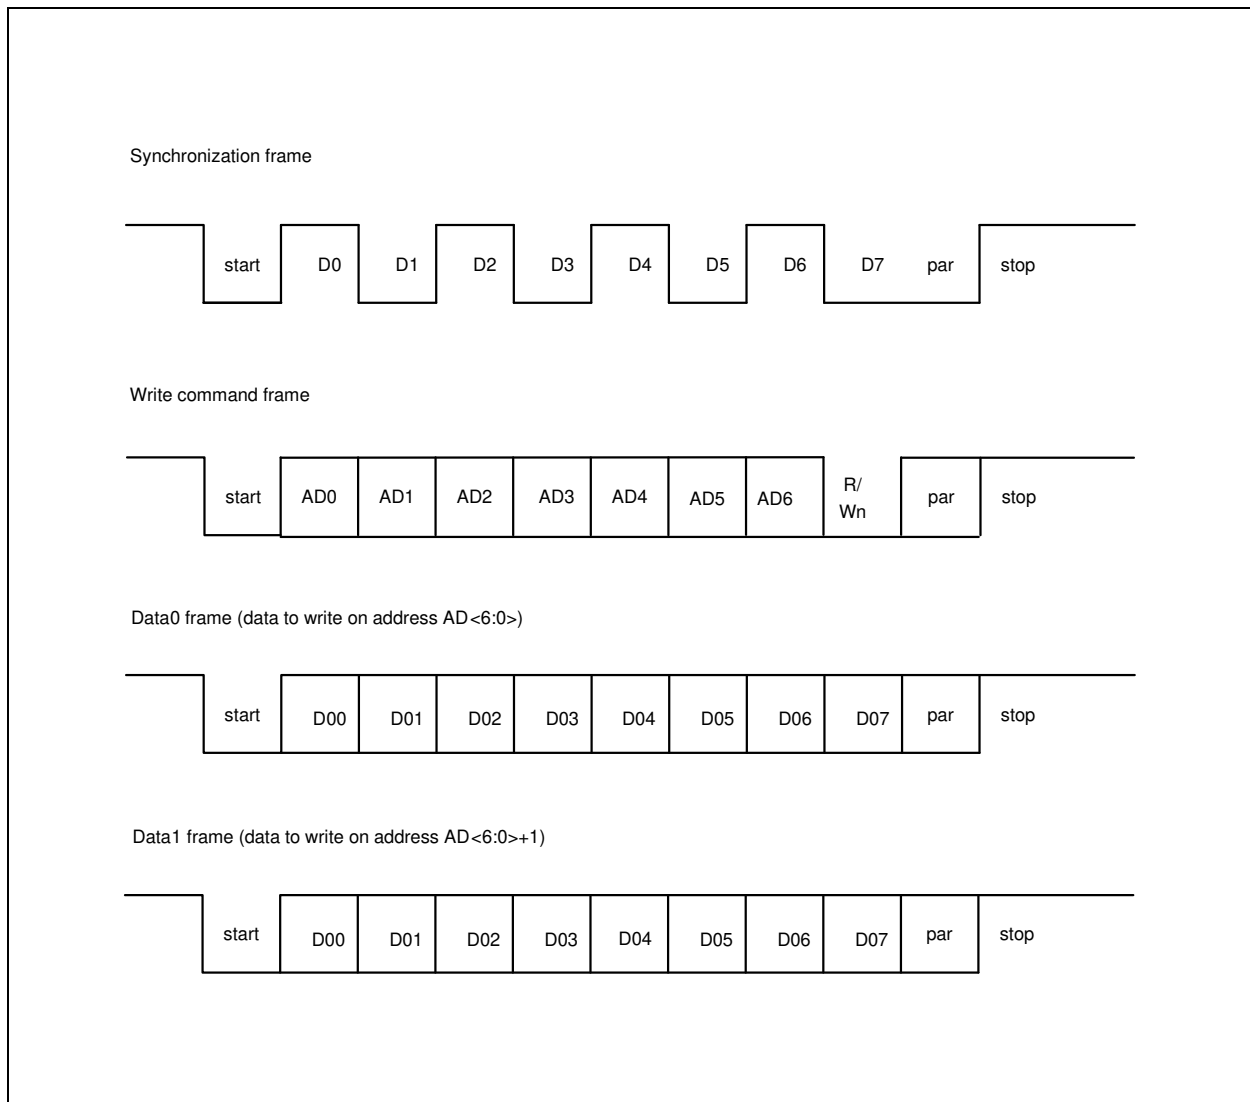 Synchronization frame
start D0 D1 D2 D3 D4 D5 D6 D7 par stop
Write command frame
start AD0 AD1 AD2 AD3 AD4 AD5 AD6 R/ Wn par stop
Data0 frame (data to write on address AD<6:0>)
start D00 D01 D02 D03 D04 D05 D06 D07 par stop
Data1 frame (data to write on address AD<6:0>+1)
start D00 D01 D02 D03 D04 D05 D06 D07 par stop